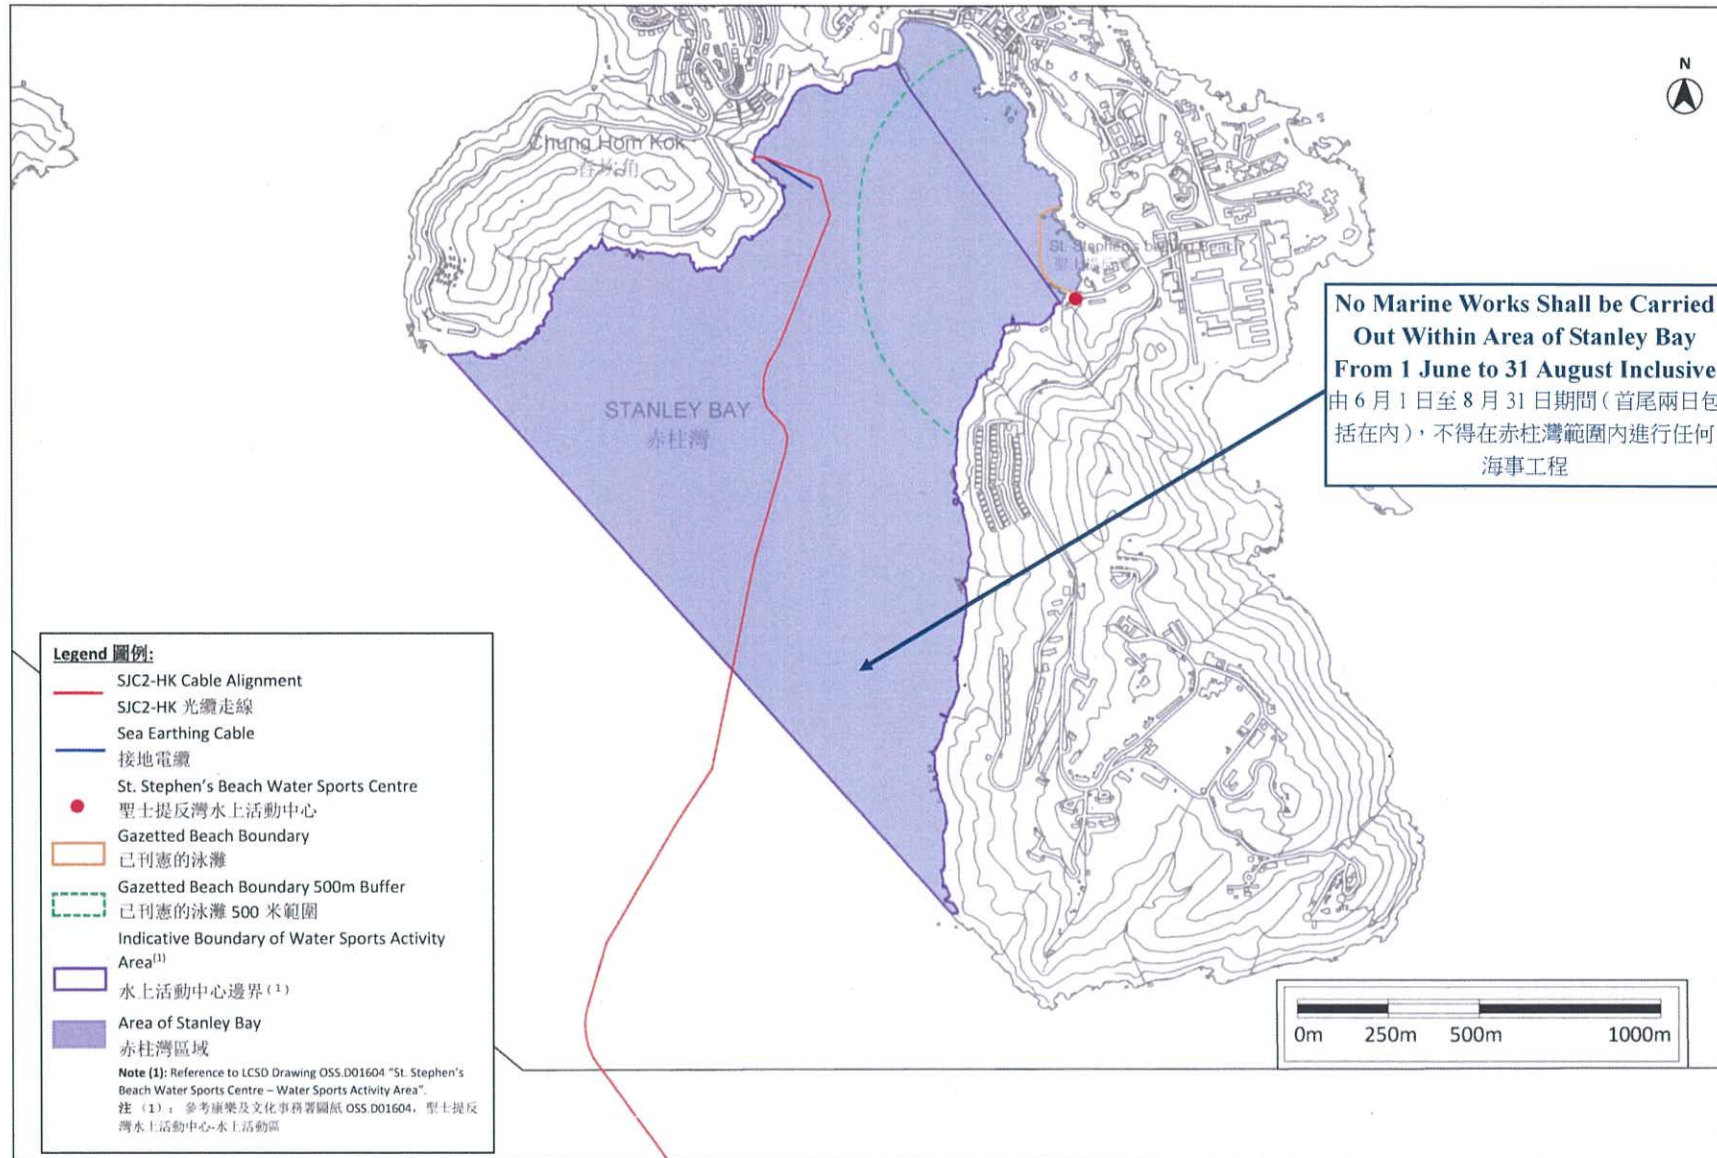 N
Chung Hom Kok
舂坎角
St. Stephen's bathing Beach
STANLEY BAY
赤柱灣
No Marine Works Shall be Carried
Out Within Area of Stanley Bay
From 1 June to 31 August Inclusive
由 6 月 1 日至 8 月 31 日期間（首尾兩日包
括在內），不得在赤柱灣範圍內進行任何
海事工程
Legend 圖例:
SJC2-HK Cable Alignment
SJC2-HK 光纜走線
Sea Earthing Cable
接地電纜
St. Stephen's Beach Water Sports Centre
聖士提反灣水上活動中心
Gazetted Beach Boundary
已刊憲的泳灘
Gazetted Beach Boundary 500m Buffer
已刊憲的泳灘 500 米範圍
Indicative Boundary of Water Sports Activity
Area(1)
水上活動中心邊界(1)
Area of Stanley Bay
赤柱灣區域
Note (1): Reference to LCSD Drawing OSS.D01604 "St. Stephen's
Beach Water Sports Centre – Water Sports Activity Area".
注 （1）： 參考康樂及文化事務署圖紙 OSS.D01604，聖士提反
灣水上活動中心-水上活動區
0m 250m 500m 1000m